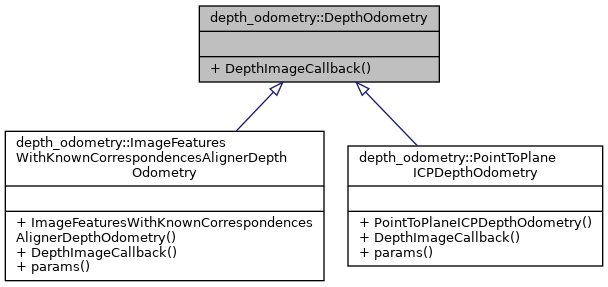 depth_odometry::DepthOdometry
+ DepthImageCallback()
depth_odometry::ImageFeatures
WithKnownCorrespondencesAlignerDepth
Odometry
+ ImageFeaturesWithKnownCorrespondences
AlignerDepthOdometry()
+ DepthImageCallback()
+ params()
depth_odometry::PointToPlane
ICPDepthOdometry
+ PointToPlaneICPDepthOdometry()
+ DepthImageCallback()
+ params()